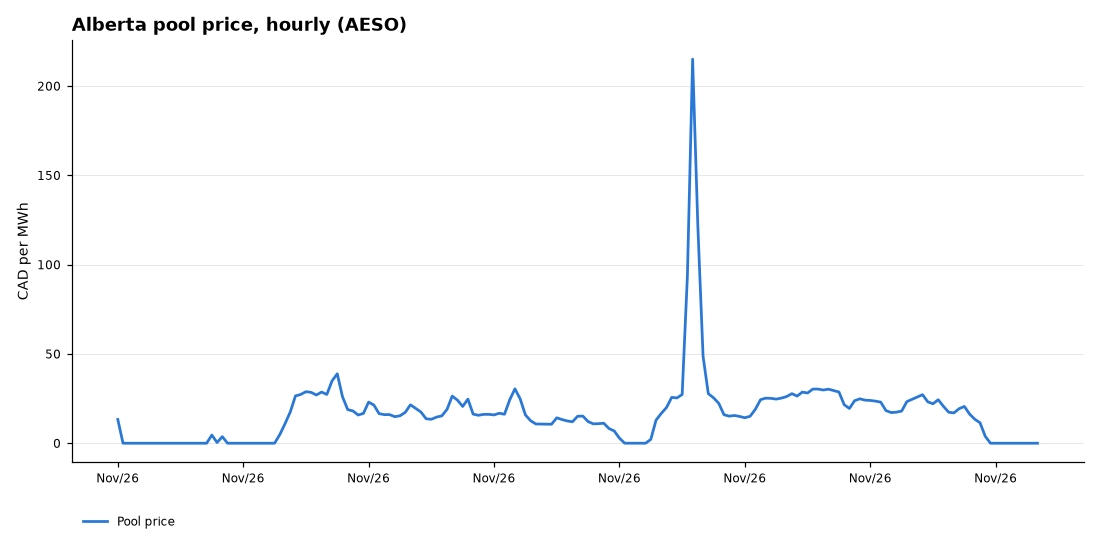 Alberta pool price, hourly (AESO)
CAD per MWh
200
150
100
50
0
Nov/26 Nov/26 Nov/26 Nov/26 Nov/26 Nov/26 Nov/26 Nov/26
Pool price